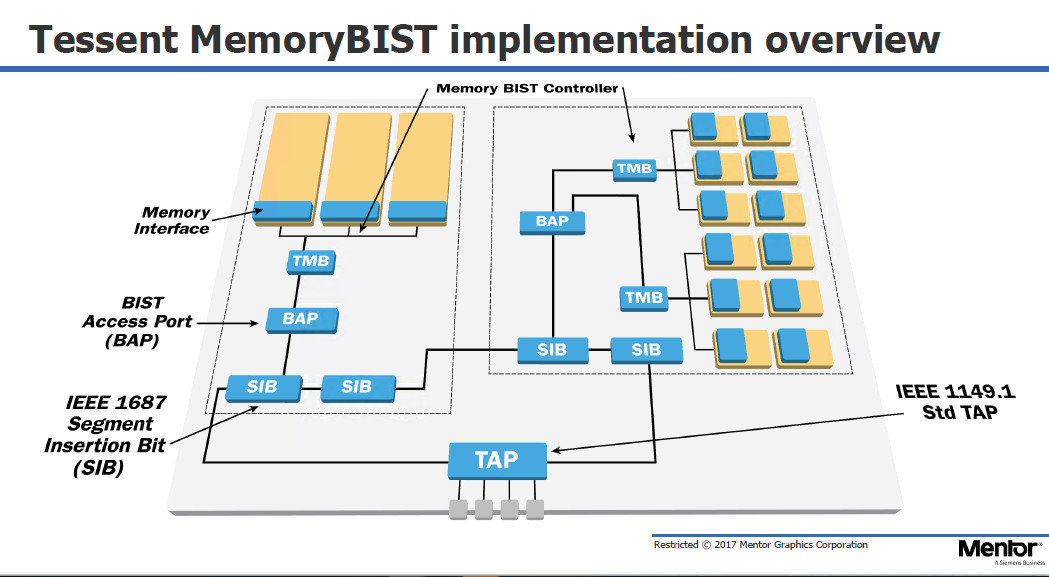 Tessent MemoryBIST implementation overview
Memory BIST Controller
Memory
Interface
TMB
BIST
Access Port
(BAP)
BAP
SIB
SIB
IEEE 1687
Segment
Insertion Bit
(SIB)
TMB
BAP
TMB
SIB
SIB
IEEE 1149.1
Std TAP
TAP
Restricted © 2017 Mentor Graphics Corporation
Mentor®
A Siemens Business